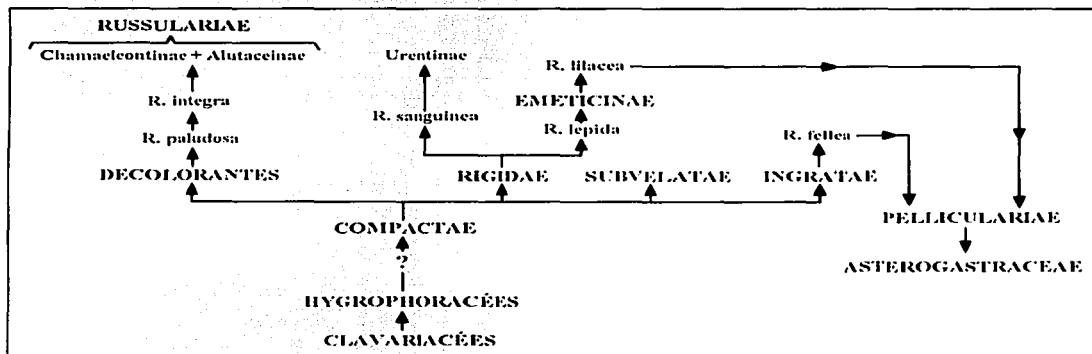 RUSSULARIAE
Chamaeleontinae + Alutaceinae
Urentinae
R. lilacea
R. integra
EMETICINAE
R. sanguinea
R. lepida
R. paludosa
R. fellea
DECOLORANTES
RIGIDAE
SUBVELATAE
INGRATAE
PELLICULARIAE
COMPACTAE
?
ASTEROGASTRACEAE
HYGROPHORACÉES
CLAVARIACÉES